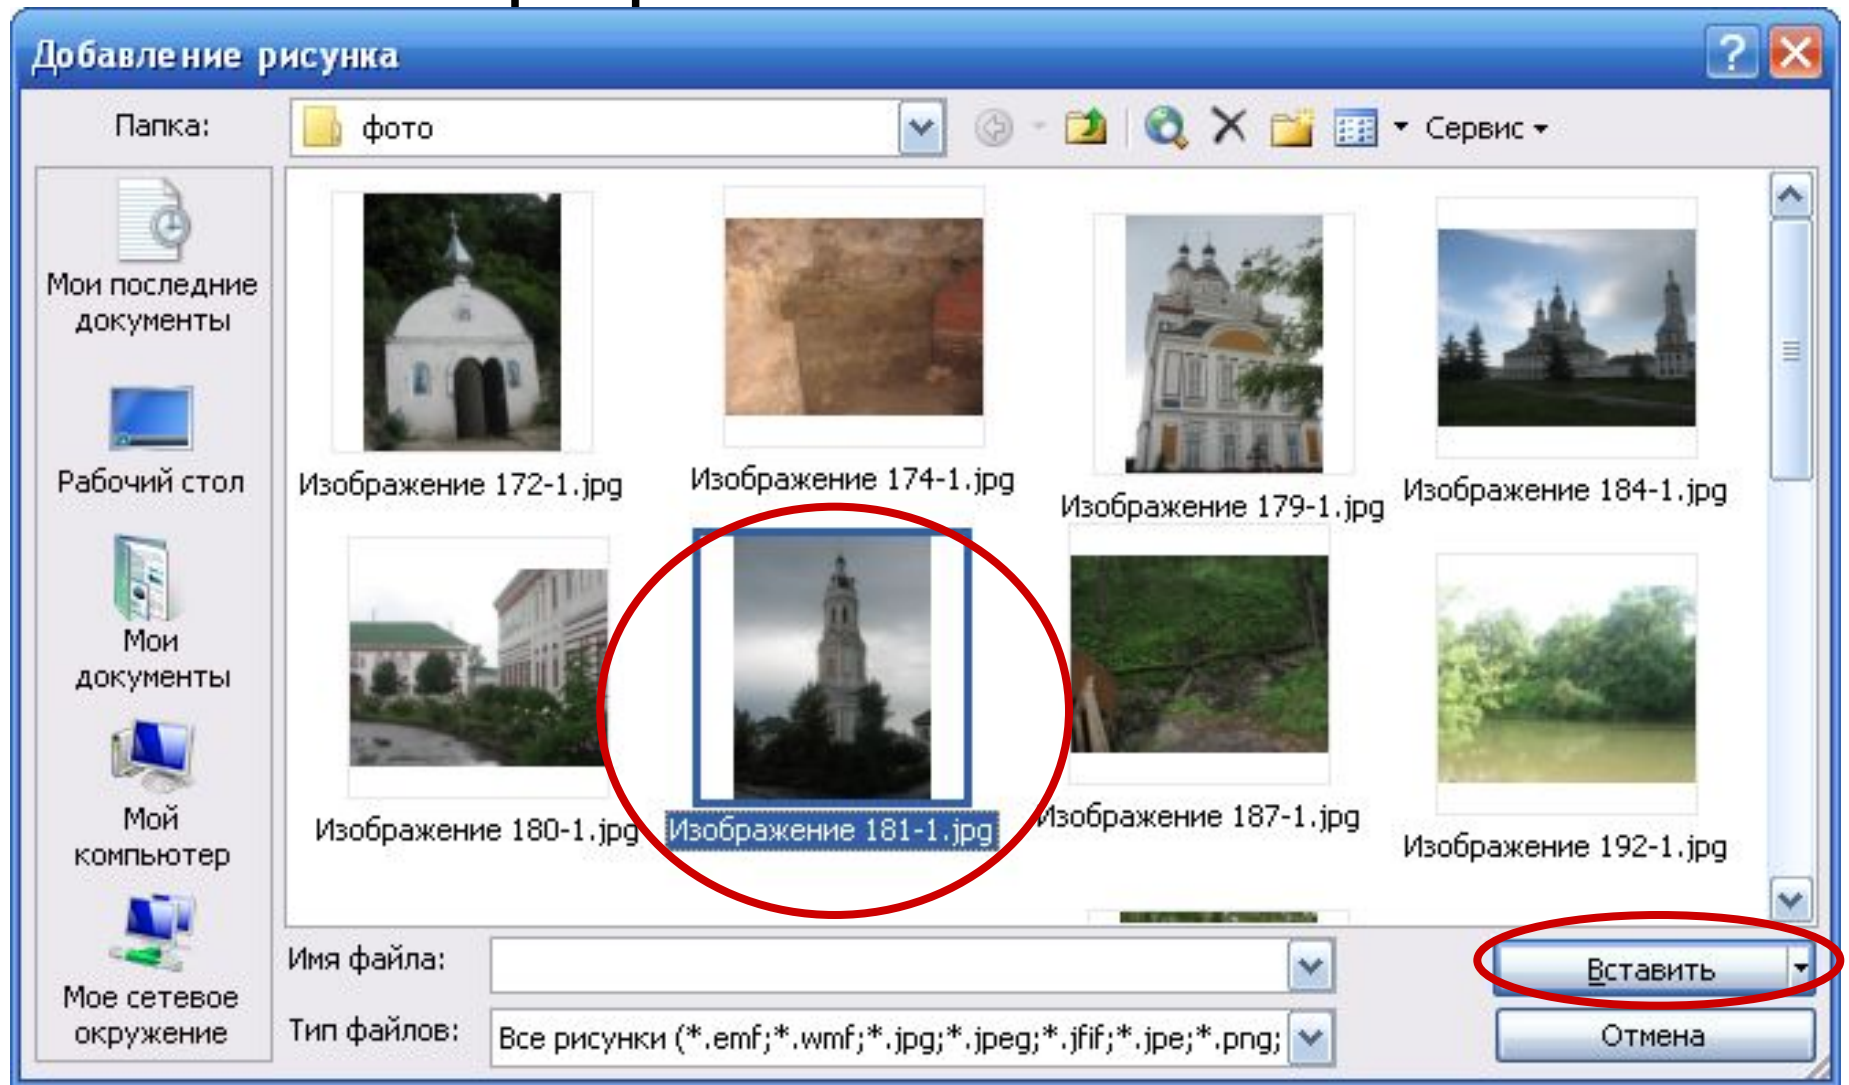 Добавление рисунка
Папка:
фото
Сервис
Мои последние
документы
Рабочий стол
Мои
документы
Мой
компьютер
Мое сетевое
окружение
Изображение 172-1.jpg
Изображение 174-1.jpg
Изображение 179-1.jpg
Изображение 184-1.jpg
Изображение 180-1.jpg
Изображение 181-1.jpg
Изображение 187-1.jpg
Изображение 192-1.jpg
Имя файла:
Вставить
Тип файлов:
Все рисунки (*.emf;*.wmf;*.jpg;*.jpeg;*.jfif;*.jpe;*.png;
Отмена